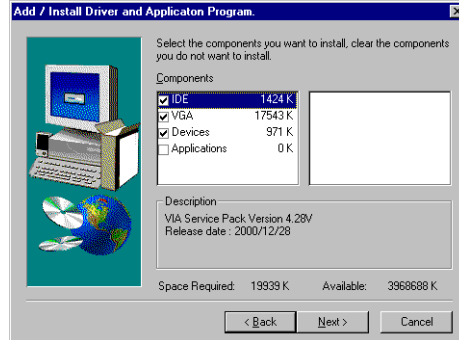 Add / Install Driver and Applicaton Program.
Select the components you want to install, clear the components
you do not want to install.
Components
IDE 1424 K
VGA 17543 K
Devices 971 K
Applications 0 K
Description
VIA Service Pack Version 4.28V
Release date : 2000/12/28
Space Required: 19939 K Available: 3968688 K
< Back Next > Cancel